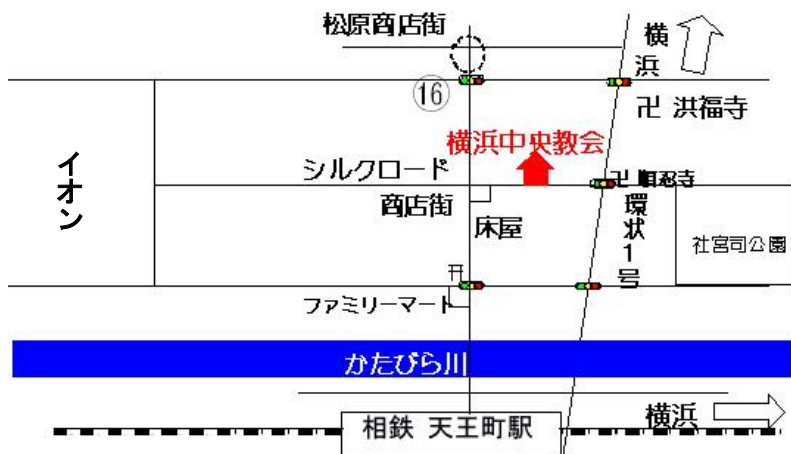 松原商店街
横浜
⑯
卍 洪福寺
横浜中央教会
イオン
シルクロード
商店街
床屋
卍 順忍寺
環状1号
社宮司公園
ファミリーマート
かたびら川
相鉄 天王町駅
横浜